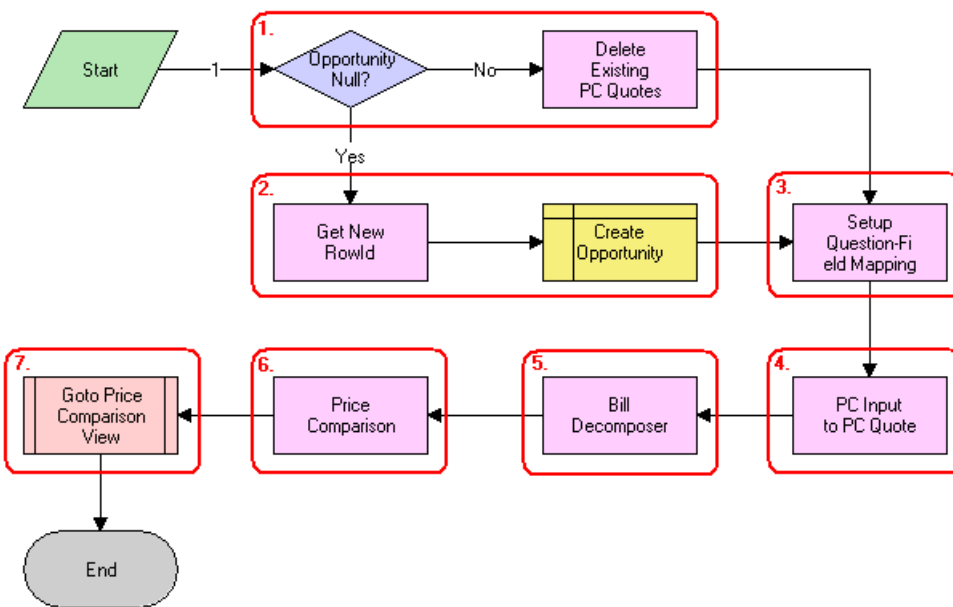 1.
Start
1
Opportunity
Null?
No
Delete
Existing
PC Quotes
Yes
2.
Get New
RowId
Create
Opportunity
3.
Setup
Question-Fi
eld Mapping
7.
Goto Price
Comparison
View
6.
Price
Comparison
5.
Bill
Decomposer
4.
PC Input
to PC Quote
End